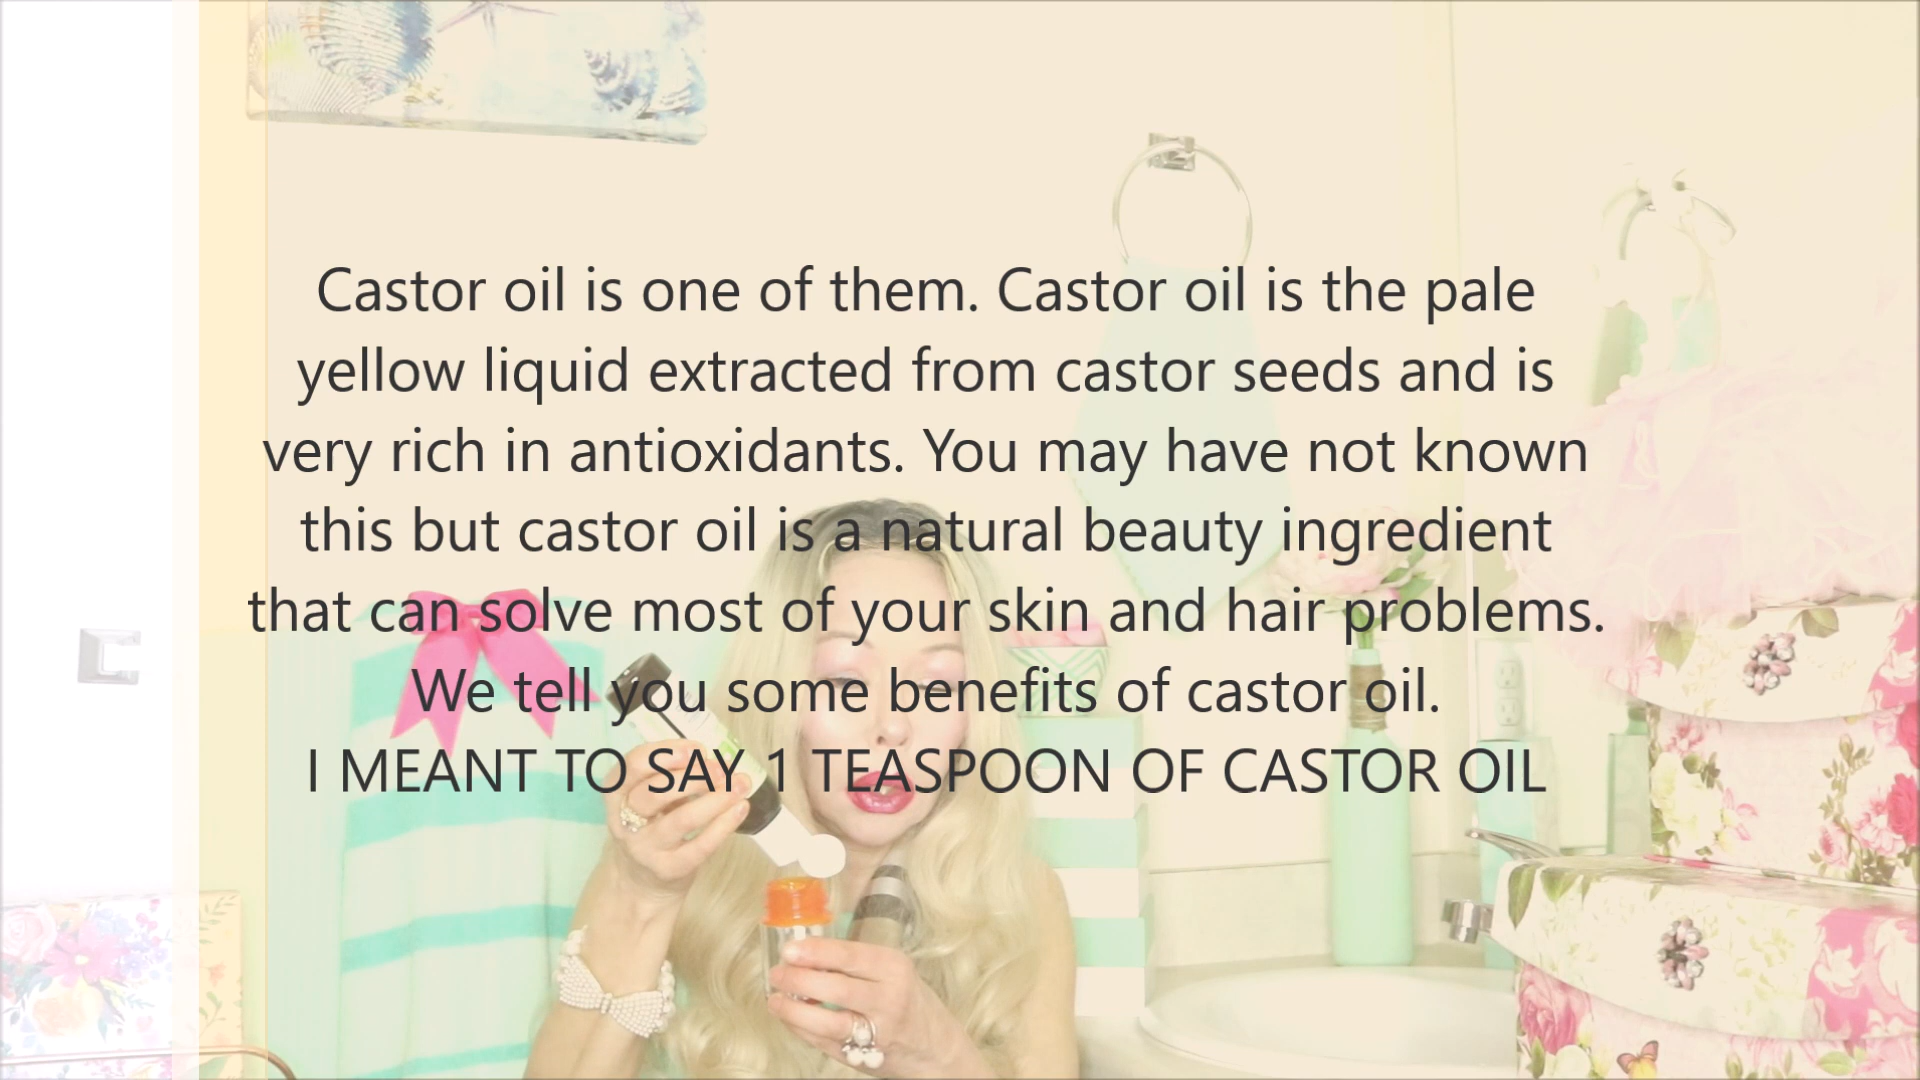 Castor oil is one of them. Castor oil is the pale
yellow liquid extracted from castor seeds and is
very rich in antioxidants. You may have not known
this but castor oil is a natural beauty ingredient
that can solve most of your skin and hair problems.
We tell you some benefits of castor oil.
I MEANT TO SAY 1 TEASPOON OF CASTOR OIL